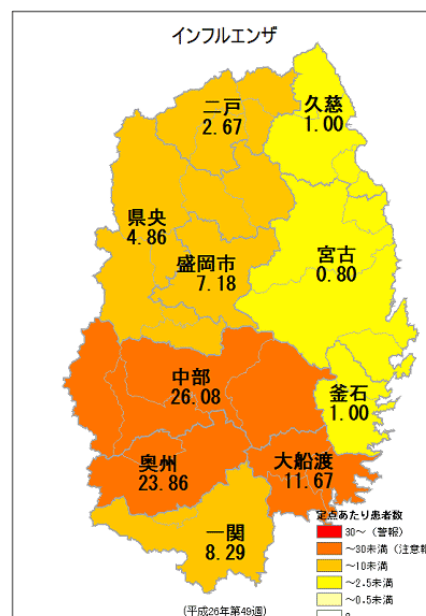 インフルエンザ
久慈
1.00
二戸
2.67
県央
4.86
盛岡市
7.18
宮古
0.80
中部
26.08
釜石
1.00
奥州
23.86
大船渡
11.67
一関
8.29
定点あたり患者数
30～（警報）
～30未満（注意報
～10未満
～2.5未満
～0.5未満
0
(平成26年第49週)